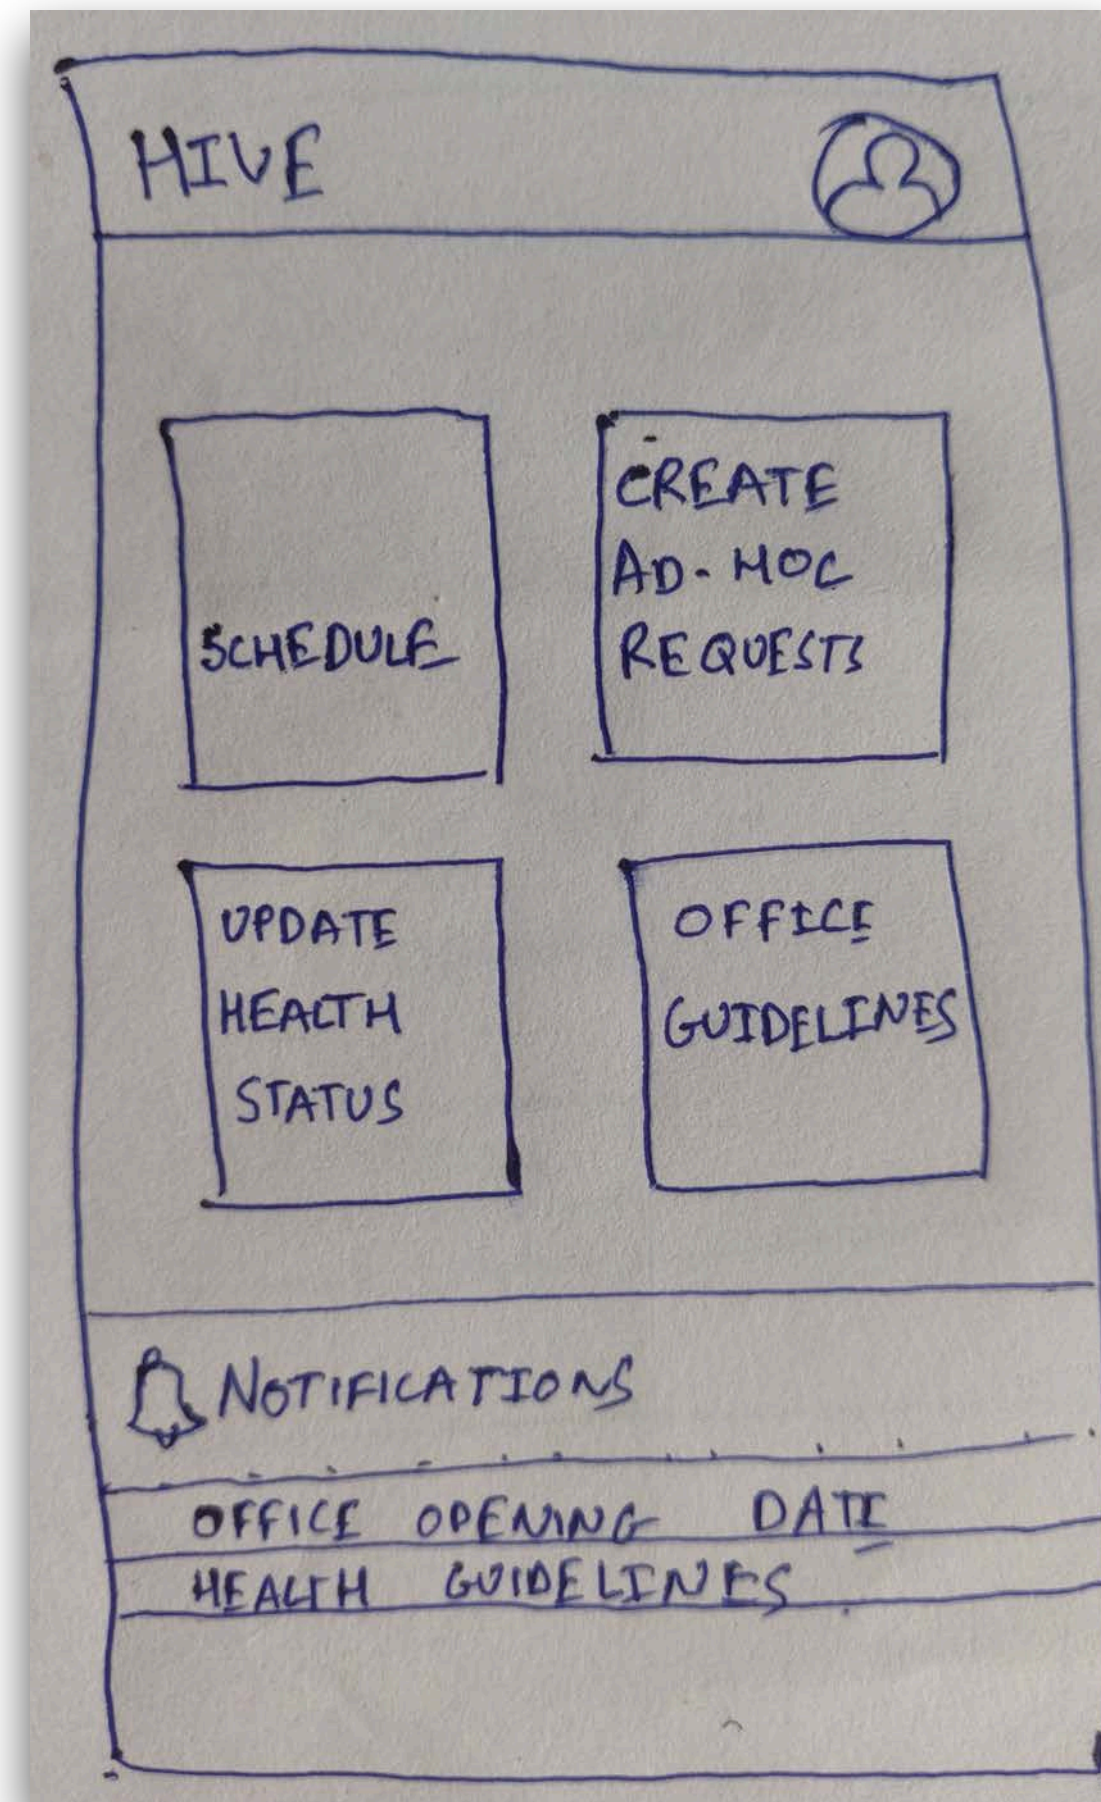 HIVE
SCHEDULE
CREATE
AD-HOC
REQUESTS
UPDATE
HEALTH
STATUS
OFFICE
GUIDELINES
NOTIFICATIONS
OFFICE OPENING DATE
HEALTH GUIDELINES